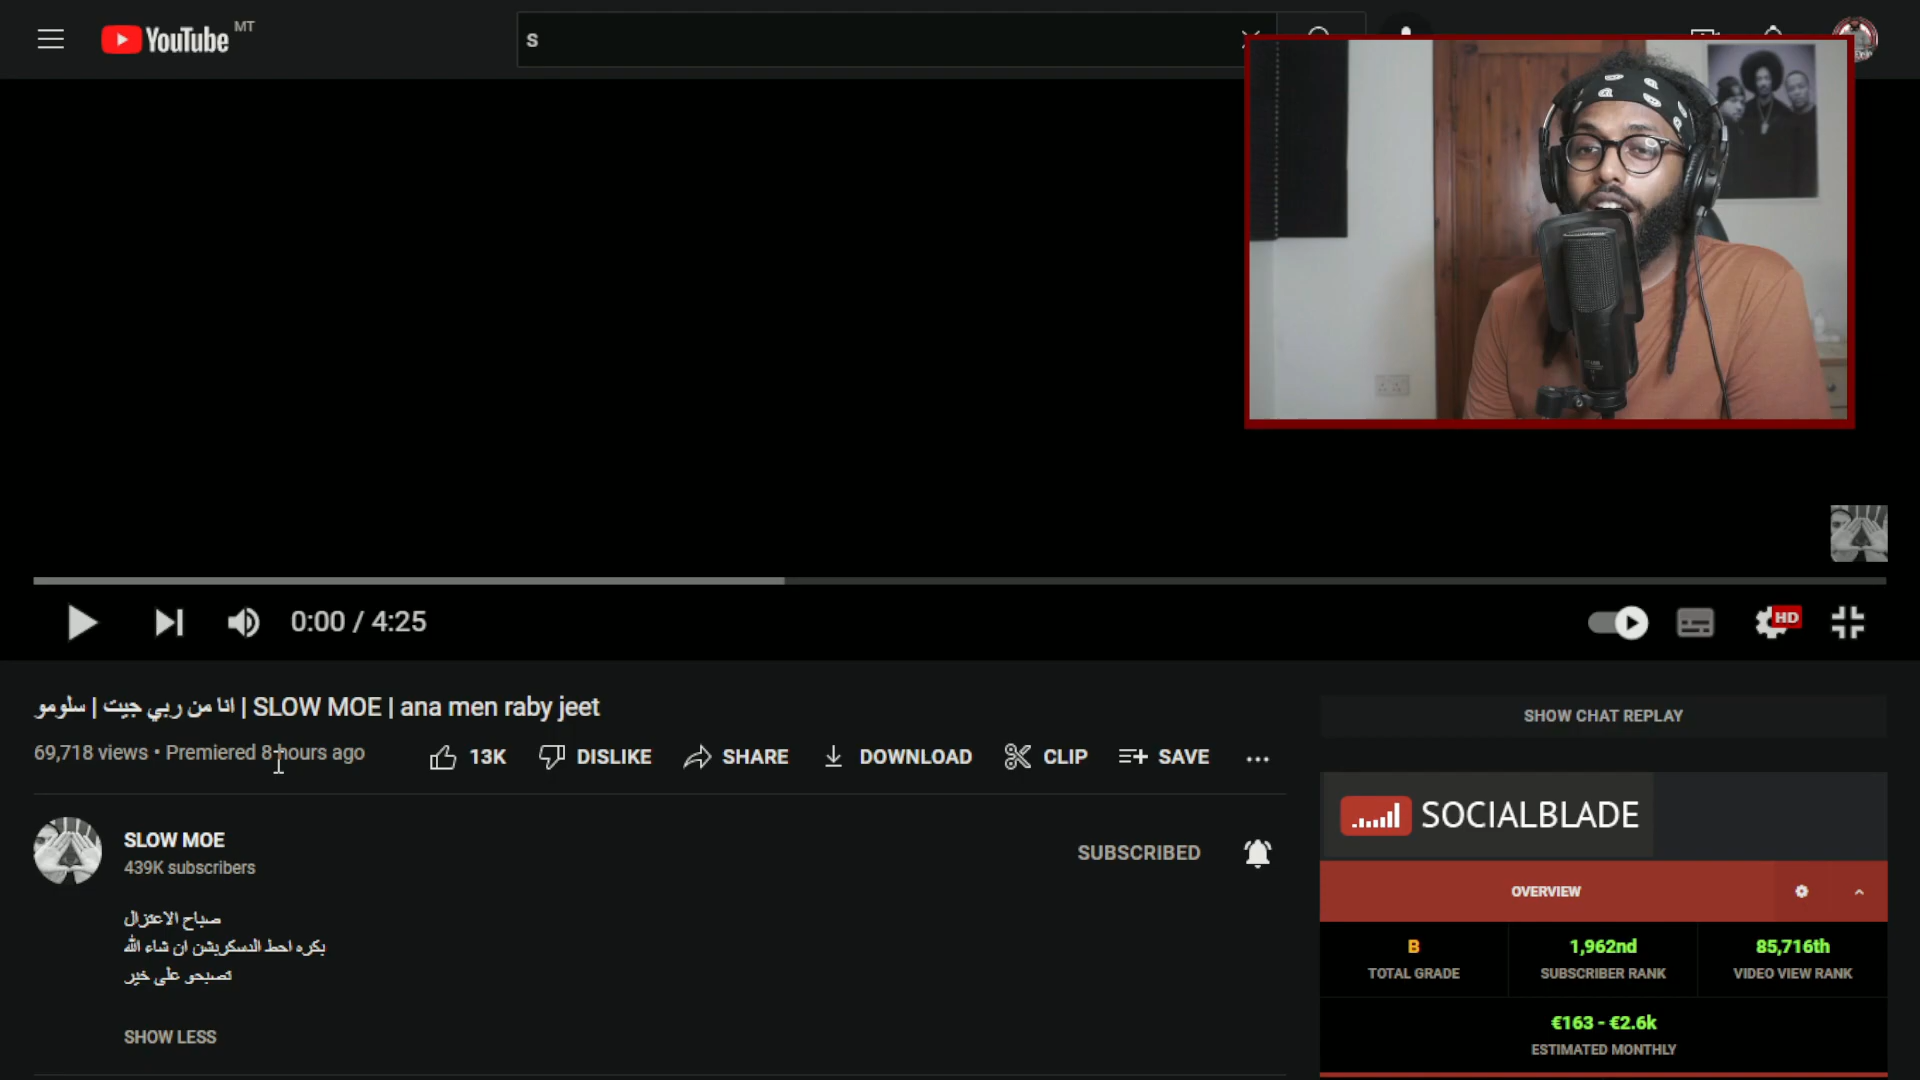 YouTube MT
s
0:00 / 4:25
HD
انا من ربي جيت | سلومو | SLOW MOE | ana men raby jeet
69,718 views • Premiered 8 hours ago
13K
DISLIKE
SHARE
DOWNLOAD
CLIP
SAVE
SHOW CHAT REPLAY
SLOW MOE
439K subscribers
SUBSCRIBED
صباح الاعتزال
بكره احط الدسكريشن ان شاء الله
تصبحو على خير
SHOW LESS
SOCIALBLADE
OVERVIEW
B
TOTAL GRADE
1,962nd
SUBSCRIBER RANK
85,716th
VIDEO VIEW RANK
€163 - €2.6k
ESTIMATED MONTHLY